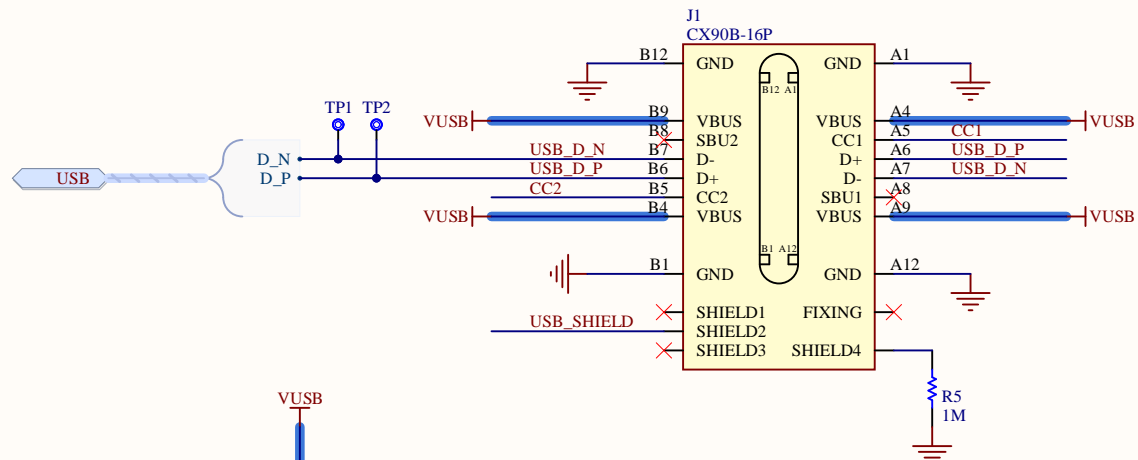 J1
CX90B-16P
B12
GND
GND
A1
B12
A1
TP1
TP2
VUSB
B9
VBUS
VBUS
A4
VUSB
B8
SBU2
CC1
A5
CC1
D_N
USB_D_N
B7
D-
D+
A6
USB_D_P
USB
D_P
USB_D_P
B6
D+
D-
A7
USB_D_N
CC2
B5
CC2
SBU1
A8
VUSB
B4
VBUS
VBUS
A9
VUSB
B1
A12
B1
GND
GND
A12
SHIELD1
FIXING
USB_SHIELD
SHIELD2
SHIELD3
SHIELD4
R5
1M
VUSB